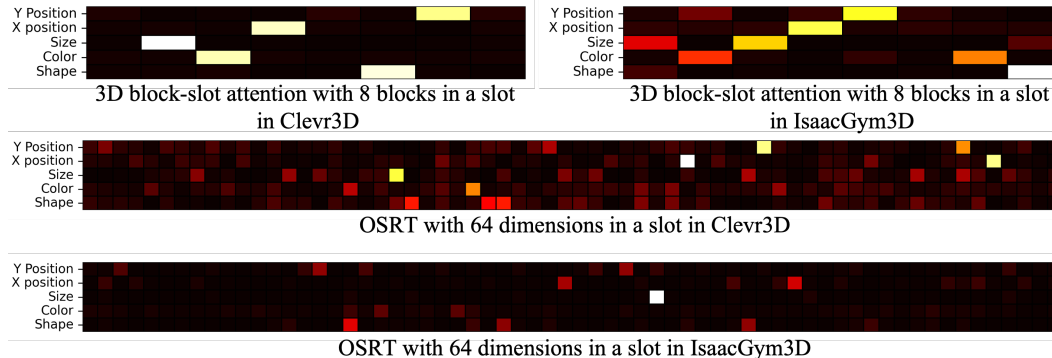 Y Position
X position
Size
Color
Shape
3D block-slot attention with 8 blocks in a slot
in Clevr3D
Y Position
X position
Size
Color
Shape
3D block-slot attention with 8 blocks in a slot
in IsaacGym3D
Y Position
X position
Size
Color
Shape
OSRT with 64 dimensions in a slot in Clevr3D
Y Position
X position
Size
Color
Shape
OSRT with 64 dimensions in a slot in IsaacGym3D